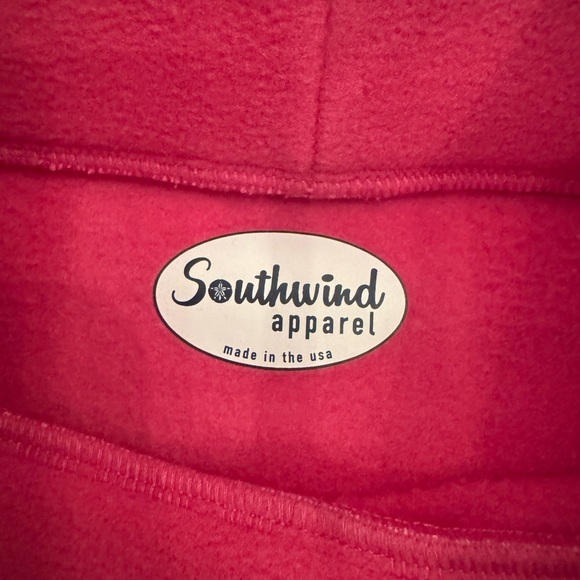 Southwind
apparel
made in the usa